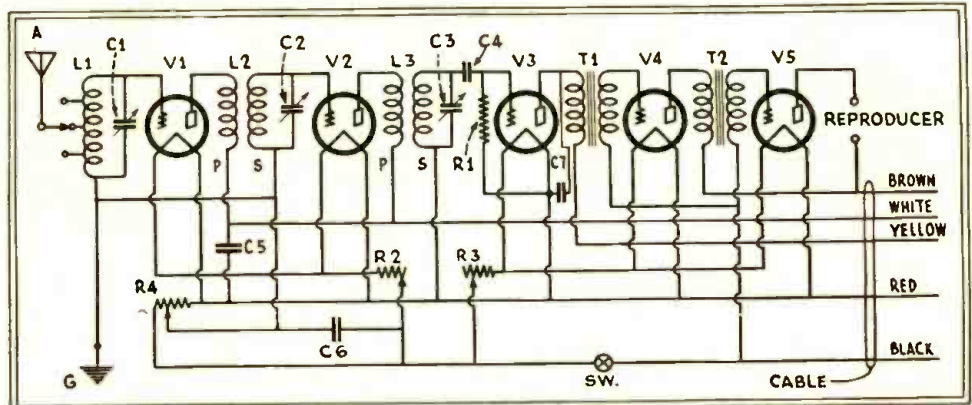 A
L1
C1
V1
L2
C2
V2
L3
C3
C4
V3
T1
V4
T2
V5
REPRODUCER
P
S
P
S
R1
C7
BROWN
WHITE
YELLOW
C5
R2
R3
R4
RED
C6
BLACK
G
SW.
CABLE